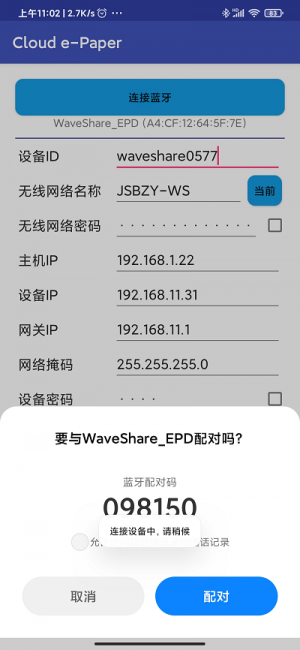 上午11:02 | 2.7K/s ···
83
Cloud e-Paper
连接蓝牙
WaveShare_EPD (A4:CF:12:64:5F:7E)
设备ID waveshare0577
无线网络名称 JSBZY-WS 当前
无线网络密码 ·············
主机IP 192.168.1.22
设备IP 192.168.11.31
网关IP 192.168.11.1
网络掩码 255.255.255.0
设备密码 ····
要与WaveShare_EPD配对吗?
蓝牙配对码
098150
连接设备中, 请稍候
允 话记录
取消 配对